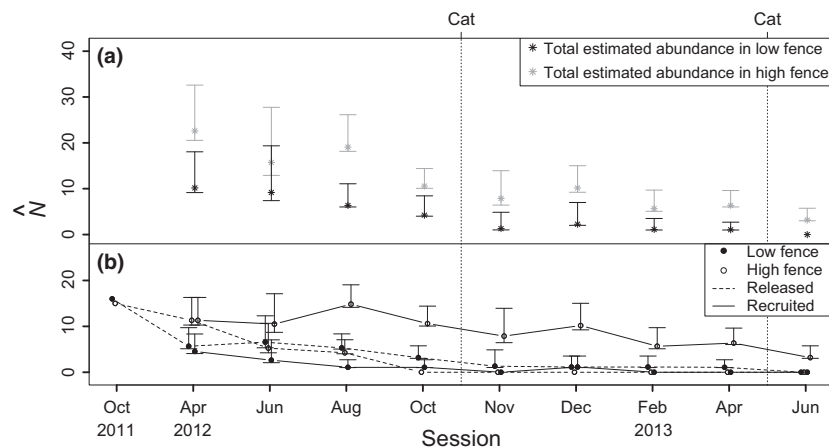 Cat Cat
(a)
* Total estimated abundance in low fence
* Total estimated abundance in high fence
40
30
20
10
0
N̂
(b)
Low fence
High fence
Released
Recruited
20
10
0
Oct Apr Jun Aug Oct Nov Dec Feb Apr Jun
2011 2012 2013
Session